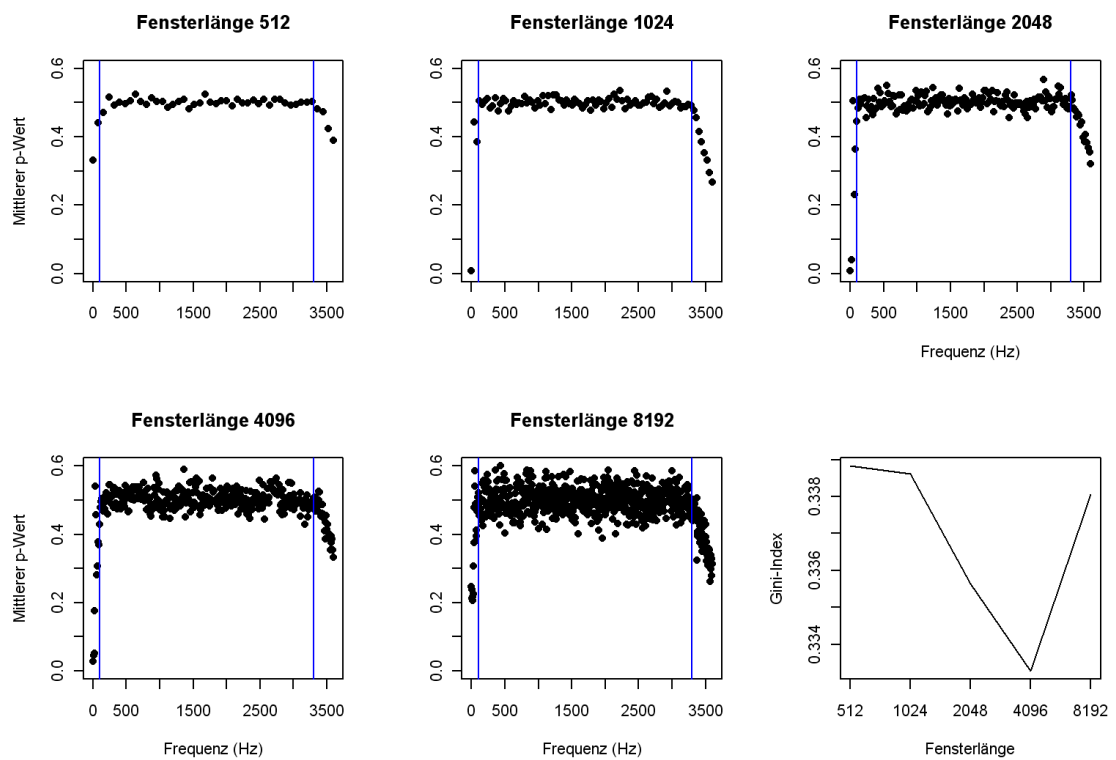 Fensterlänge 512
Mittlerer p-Wert
0.0 0.2 0.4 0.6
0 500 1500 2500 3500
Fensterlänge 1024
0.0 0.2 0.4 0.6
0 500 1500 2500 3500
Fensterlänge 2048
0.0 0.2 0.4 0.6
0 500 1500 2500 3500
Frequenz (Hz)
Fensterlänge 4096
Mittlerer p-Wert
0.0 0.2 0.4 0.6
0 500 1500 2500 3500
Frequenz (Hz)
Fensterlänge 8192
0.0 0.2 0.4 0.6
0 500 1500 2500 3500
Frequenz (Hz)
Gini-Index
0.334 0.336 0.338
512 1024 2048 4096 8192
Fensterlänge